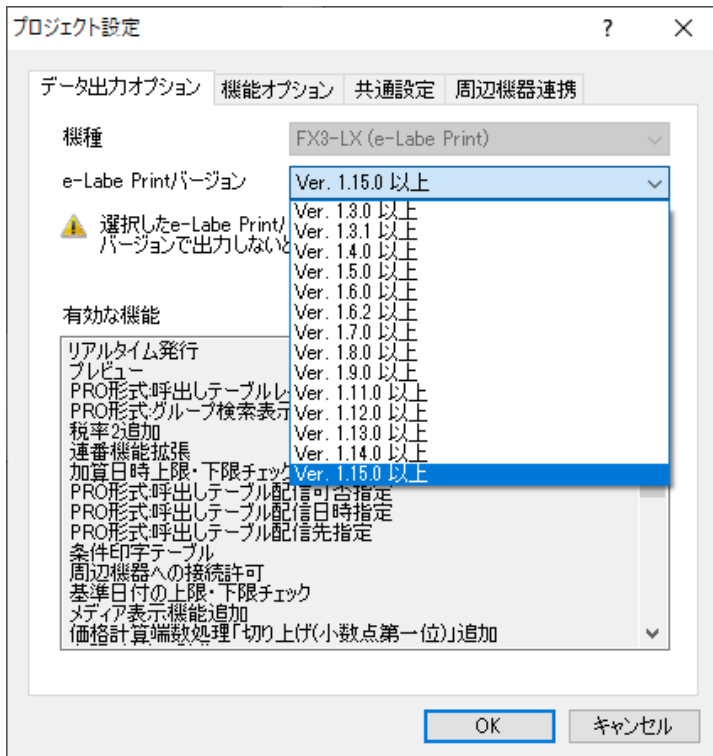 プロジェクト設定
データ出力オプション 機能オプション 共通設定 周辺機器連携
機種 FX3-LX (e-Labe Print)
e-Labe Printバージョン Ver. 1.15.0 以上
選択したe-Labe Print
バージョンで出力しないと
Ver. 1.3.0 以上
Ver. 1.3.1 以上
Ver. 1.4.0 以上
Ver. 1.5.0 以上
Ver. 1.6.0 以上
Ver. 1.6.2 以上
Ver. 1.7.0 以上
Ver. 1.8.0 以上
Ver. 1.9.0 以上
Ver. 1.11.0 以上
Ver. 1.12.0 以上
Ver. 1.13.0 以上
Ver. 1.14.0 以上
Ver. 1.15.0 以上
有効な機能
リアルタイム発行
プレビュー
PRO形式:呼出しテーブルレ
PRO形式:グループ検索表示
税率2追加
連番機能拡張
加算日時上限・下限チェック
PRO形式:呼出しテーブル配信可否指定
PRO形式:呼出しテーブル配信日時指定
PRO形式:呼出しテーブル配信先指定
条件印字テーブル
周辺機器への接続許可
基準日付の上限・下限チェック
メディア表示機能追加
価格計算端数処理「切り上げ(小数点第一位)」追加
OK キャンセル